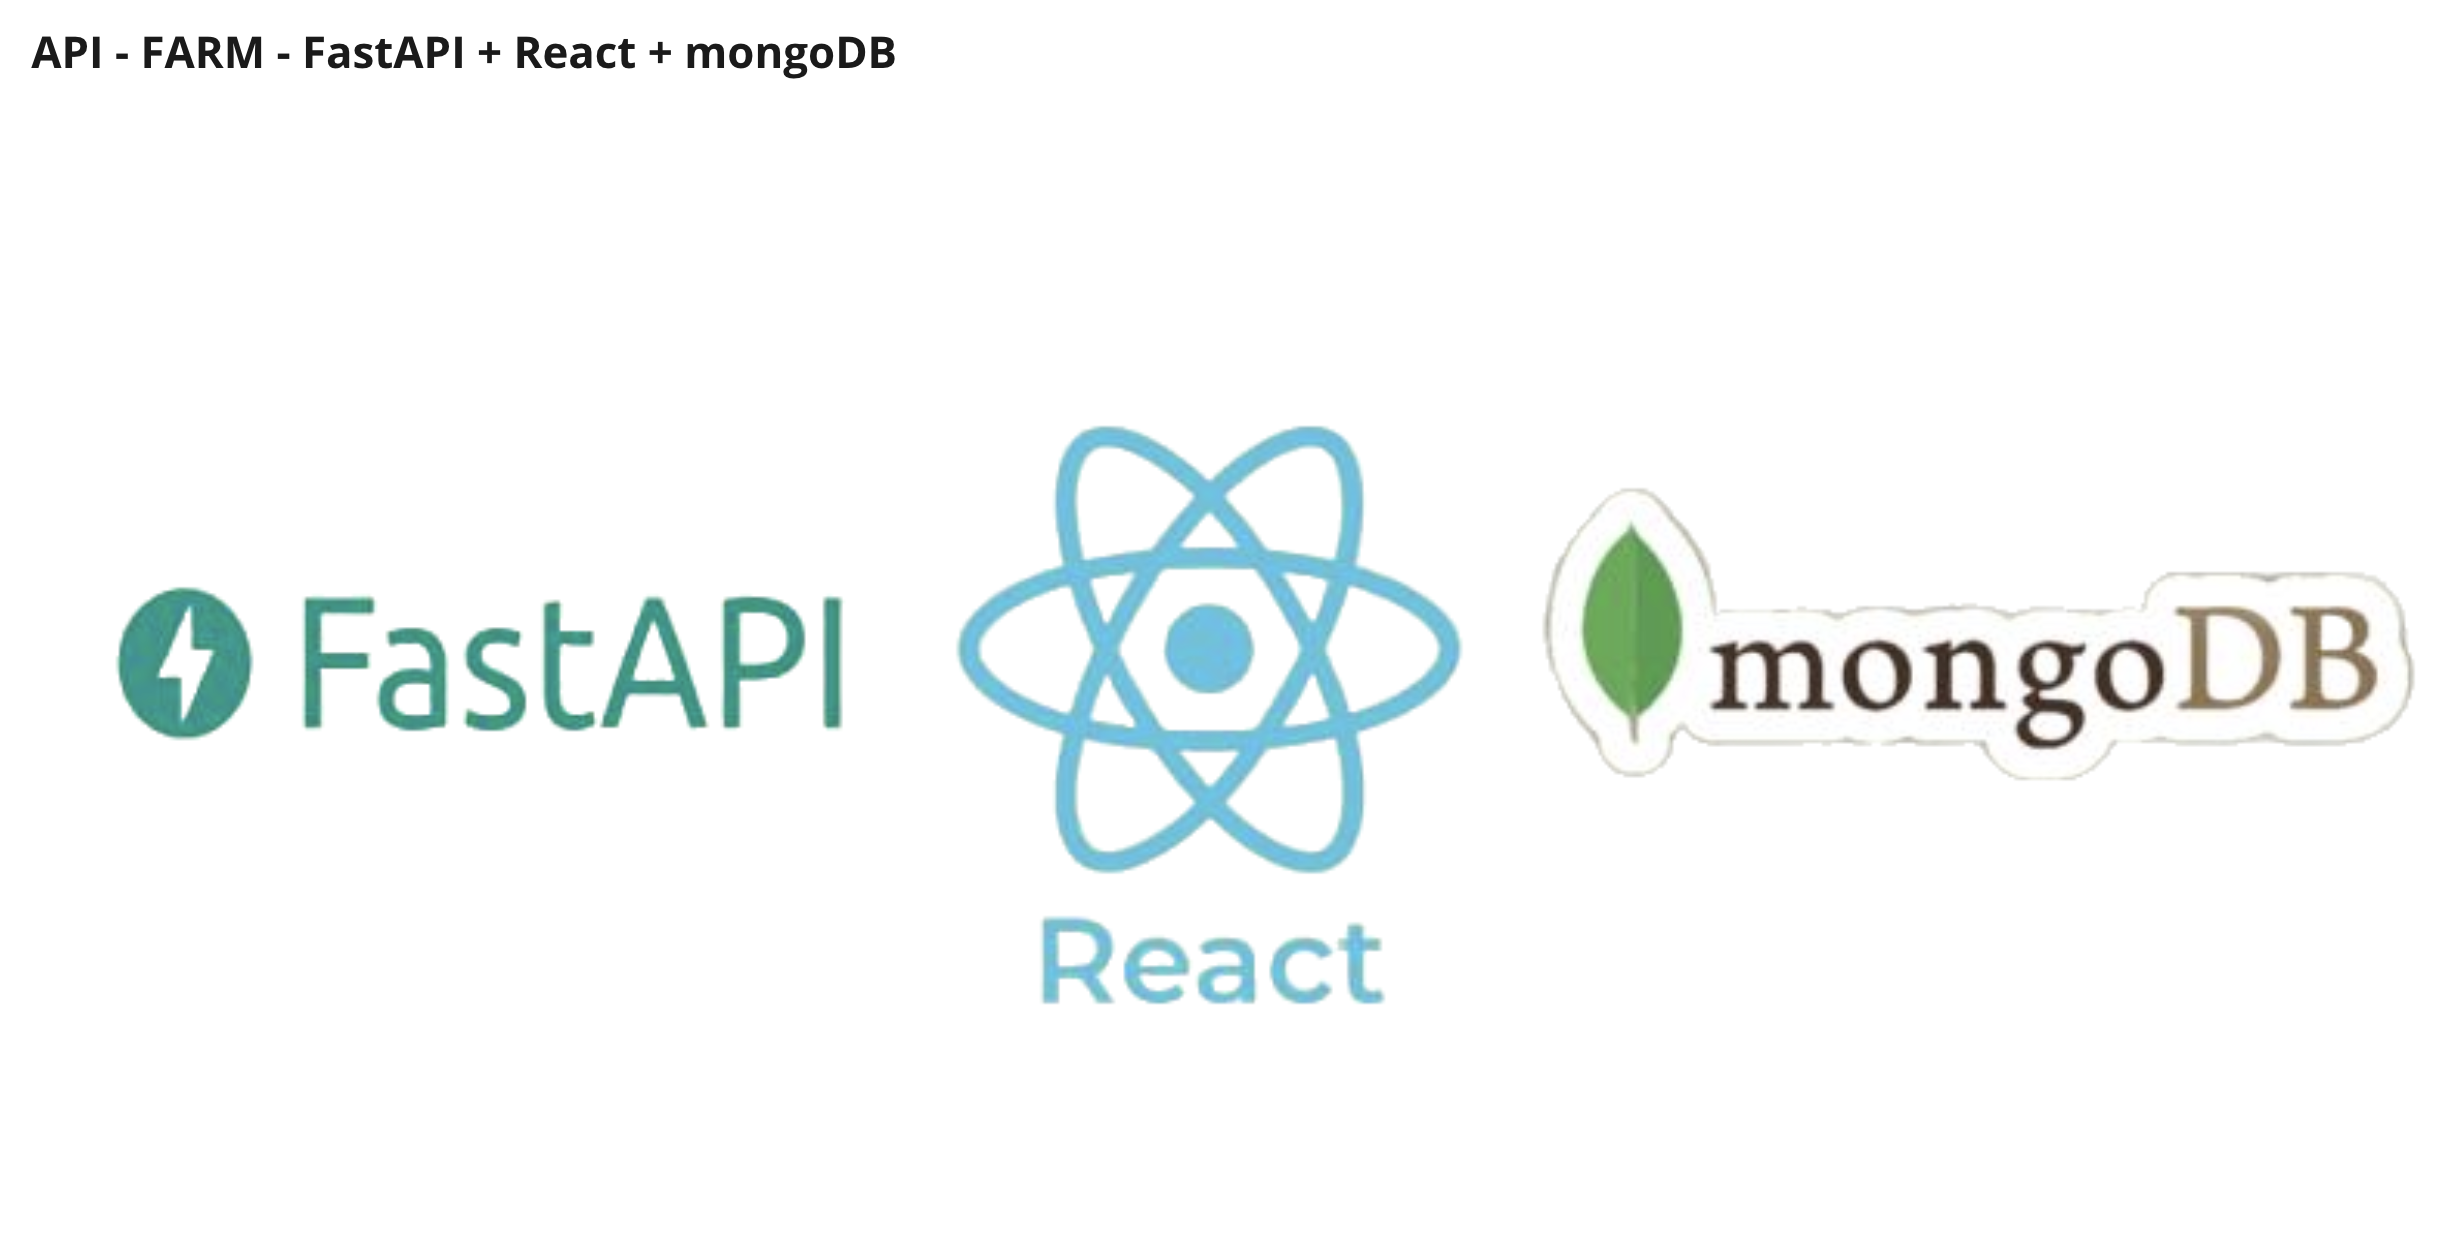 API - FARM - FastAPI + React + mongoDB
FastAPI
React
mongoDB